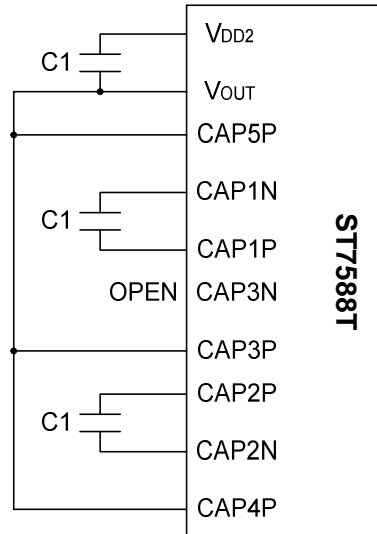 VDD2
C1
VOUT
CAP5P
CAP1N
C1
CAP1P
OPEN CAP3N
CAP3P
CAP2P
C1
CAP2N
CAP4P
ST7588T